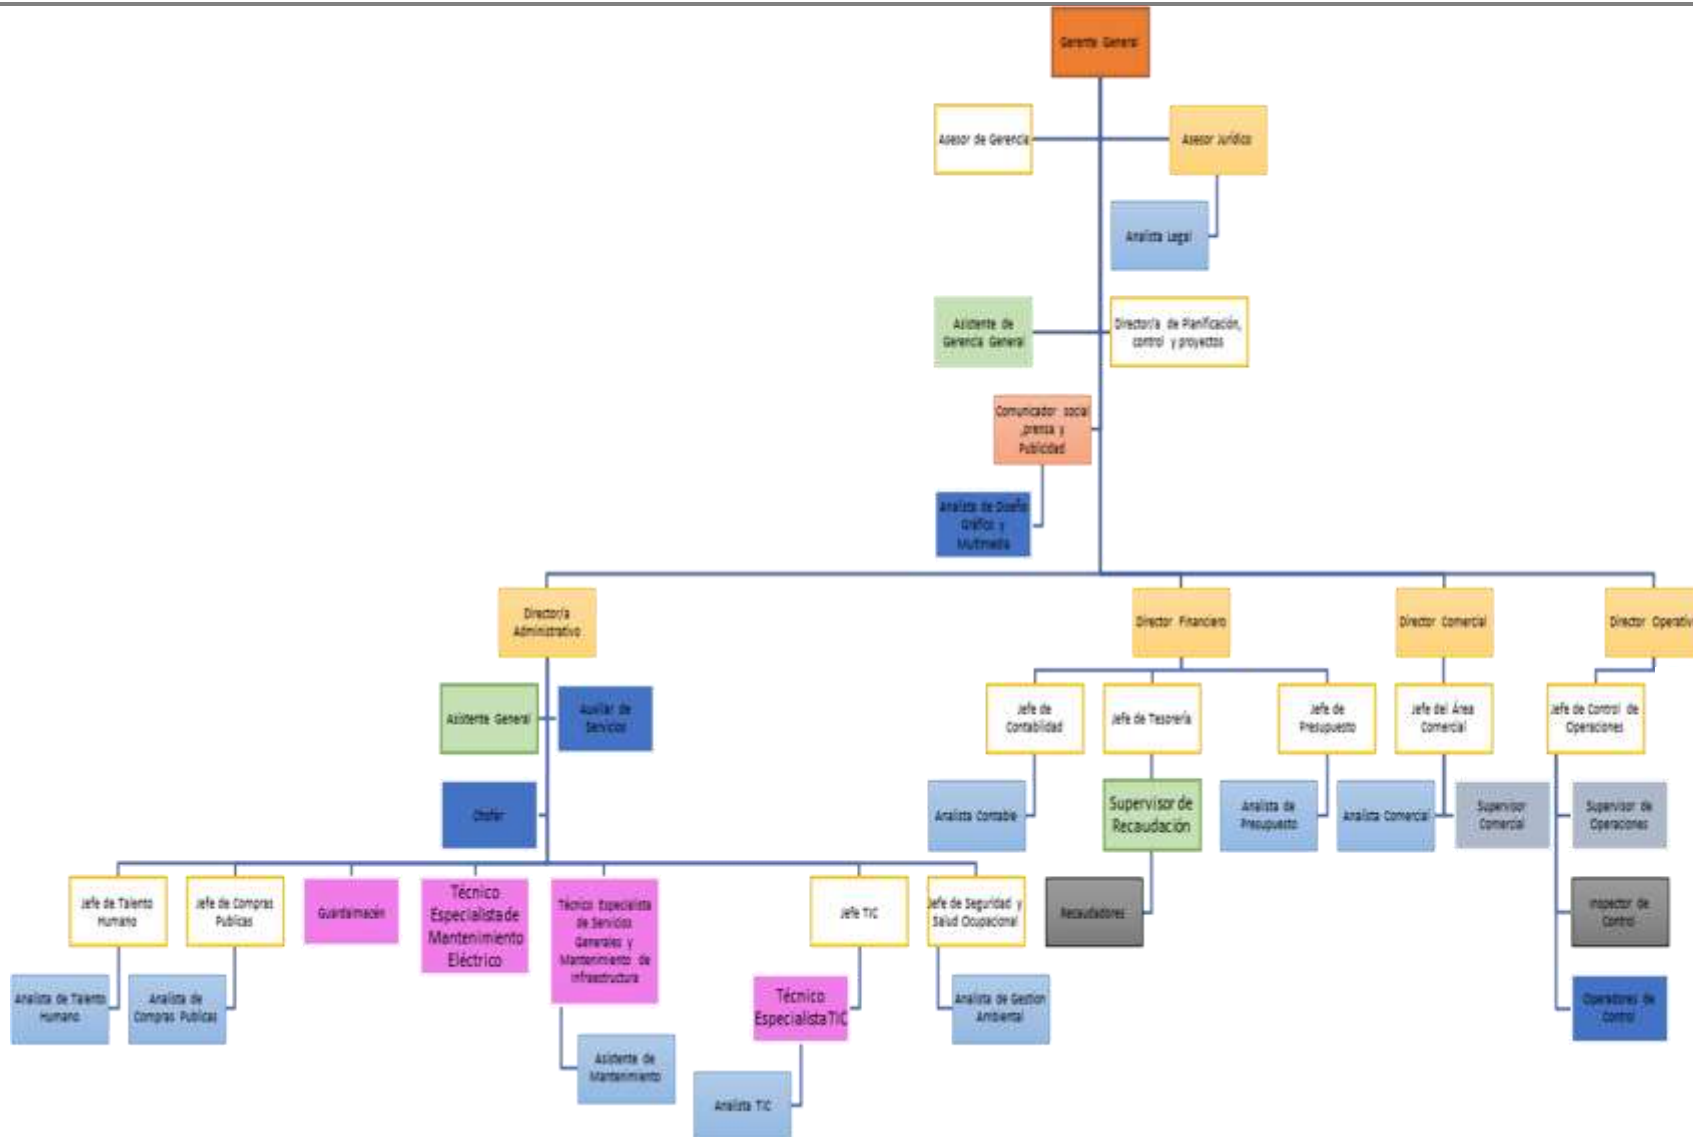 Gerente General
Asesor de Gerencia
Asesor Jurídico
Analista Legal
Asistente de
Gerencia General
Director/a de Planificación,
control y proyectos
Comunicador social
,prensa y
Publicidad
Analista de Diseño
Gráfico y
Multimedia
Director/a
Administrativo
Director Financiero
Director Comercial
Director Operativ
Asistente General
Auxiliar de
Servicios
Jefe de
Contabilidad
Jefe de Tesorería
Jefe de
Presupuesto
Jefe del Área
Comercial
Jefe de Control de
Operaciones
Chofer
Analista Contable
Supervisor de
Recaudación
Analista de
Presupuesto
Analista Comercial
Supervisor
Comercial
Supervisor de
Operaciones
Jefe de Talento
Humano
Jefe de Compras
Publicas
Guardalmacén
Técnico
Especialista de
Mantenimiento
Eléctrico
Técnico Especialista
de Servicios
Generales y
Mantenimiento de
Infraestructura
Jefe TIC
Jefe de Seguridad y
Salud Ocupacional
Recaudadores
Inspector de
Control
Analista de Talento
Humano
Analista de
Compras Publicas
Técnico
Especialista TIC
Analista de Gestion
Ambiental
Operadores de
Control
Asistente de
Mantenimiento
Analista TIC